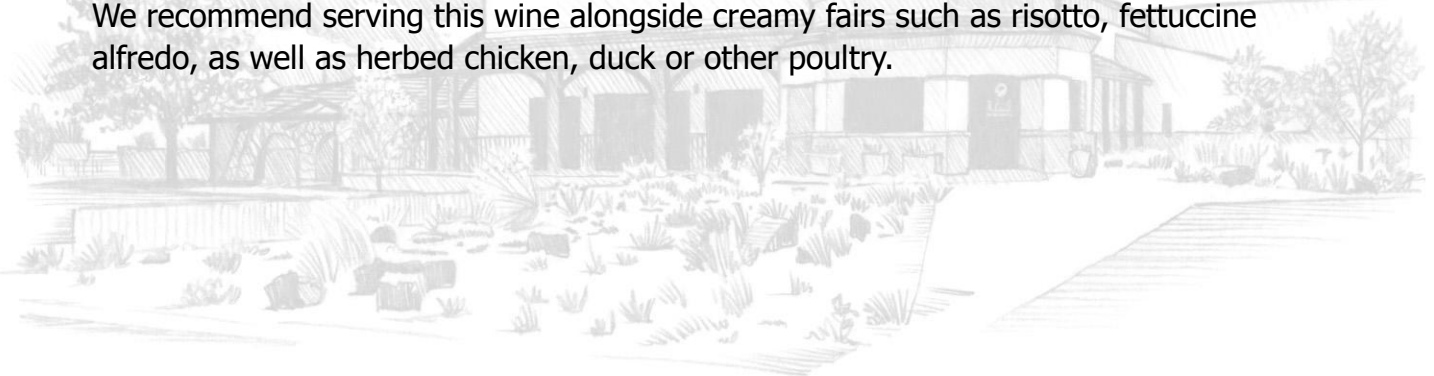 We recommend serving this wine alongside creamy fairs such as risotto, fettuccine
alfredo, as well as herbed chicken, duck or other poultry.